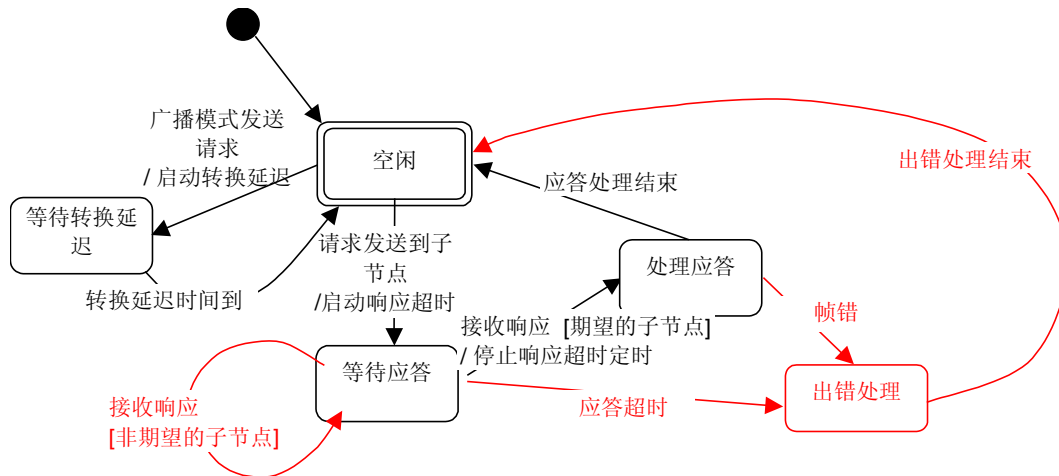 广播模式发送
请求
/ 启动转换延迟
空闲
出错处理结束
应答处理结束
等待转换延
迟
请求发送到子
节点
/启动响应超时
处理应答
转换延迟时间到
接收响应 [期望的子节点]
/ 停止响应超时定时
帧错
等待应答
出错处理
接收响应
[非期望的子节点]
应答超时